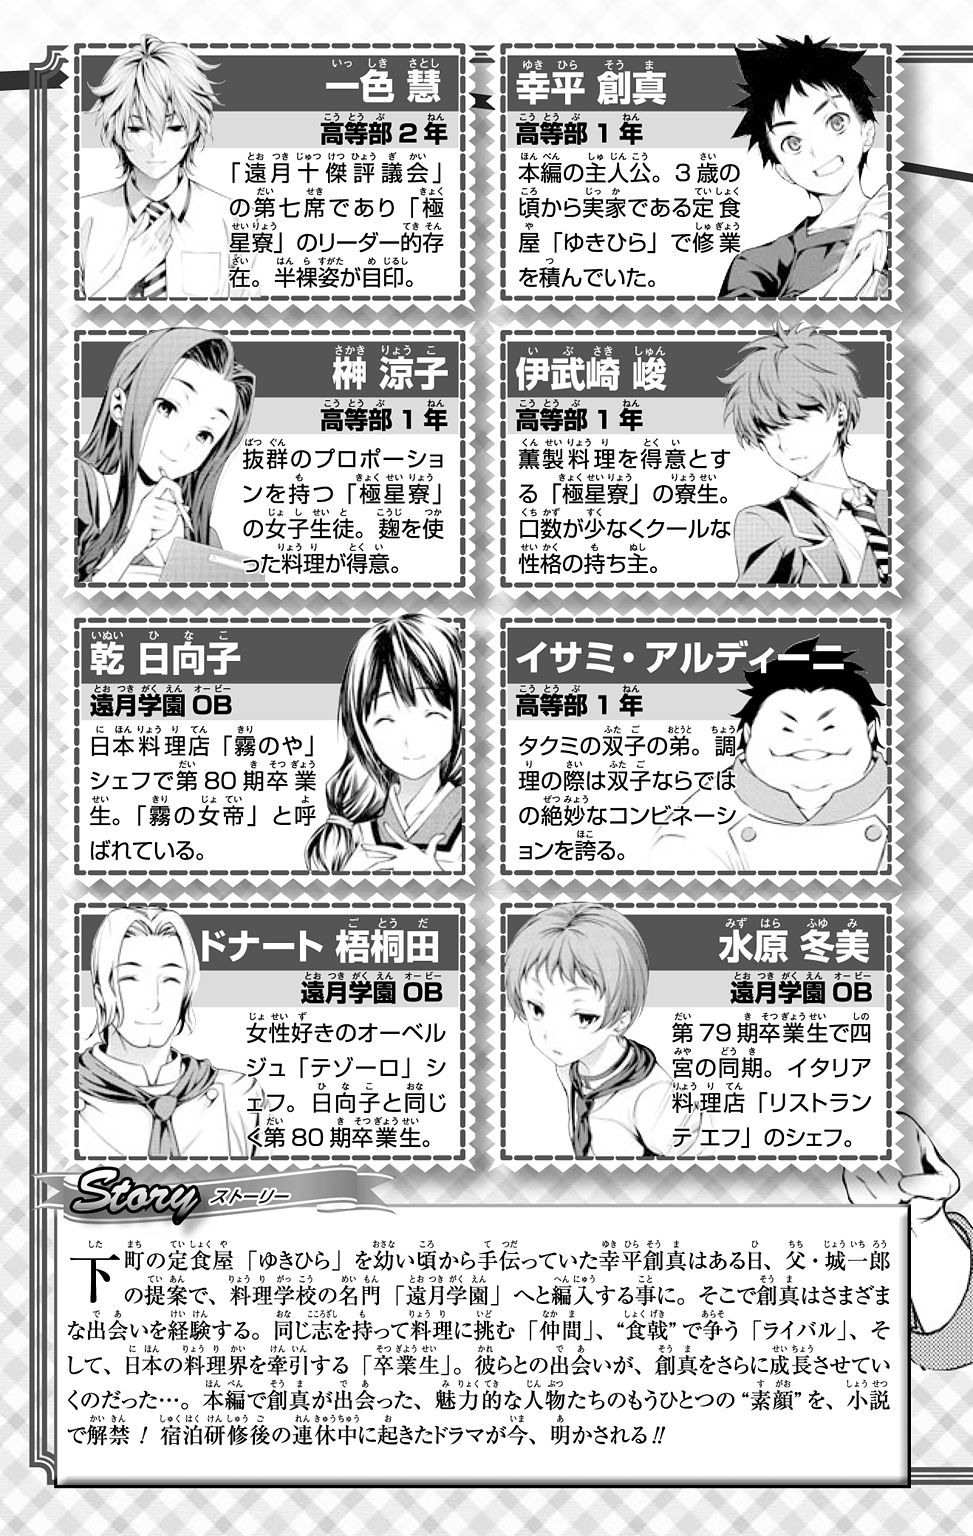 幸平 創真
高等部1年
本編の主人公。3歳の
頃から実家である定食
屋「ゆきひら」で修業
を積んでいた。
一色 慧
高等部2年
「遠月十傑評議会」
の第七席であり「極
星寮」のリーダー的存
在。半裸姿が目印。
伊武崎 峻
高等部1年
薫製料理を得意とす
る「極星寮」の寮生。
口数が少なくクールな
性格の持ち主。
榊 涼子
高等部1年
抜群のプロポーショ
ンを持つ「極星寮」
の女子生徒。麹を使
った料理が得意。
イサミ・アルディーニ
高等部1年
タクミの双子の弟。調
理の際は双子ならでは
の絶妙なコンビネーシ
ョンを誇る。
乾 日向子
遠月学園OB
日本料理店「霧のや」
シェフで第80期卒業
生。「霧の女帝」と呼
ばれている。
水原 冬美
遠月学園OB
第79期卒業生で四
宮の同期。イタリア
料理店「リストラン
テ エフ」のシェフ。
ドナート 梧桐田
遠月学園OB
女性好きのオーベル
ジュ「テゾーロ」シ
ェフ。日向子と同じ
く第80期卒業生。
Story ストーリー
下町の定食屋「ゆきひら」を幼い頃から手伝っていた幸平創真はある日、父・城一郎
の提案で、料理学校の名門「遠月学園」へと編入する事に。そこで創真はさまざま
な出会いを経験する。同じ志を持って料理に挑む「仲間」、“食戟”で争う「ライバル」、そ
して、日本の料理界を牽引する「卒業生」。彼らとの出会いが、創真をさらに成長させてい
くのだった…。本編で創真が出会った、魅力的な人物たちのもうひとつの“素顔”を、小説
で解禁！宿泊研修後の連休中に起きたドラマが今、明かされる!!